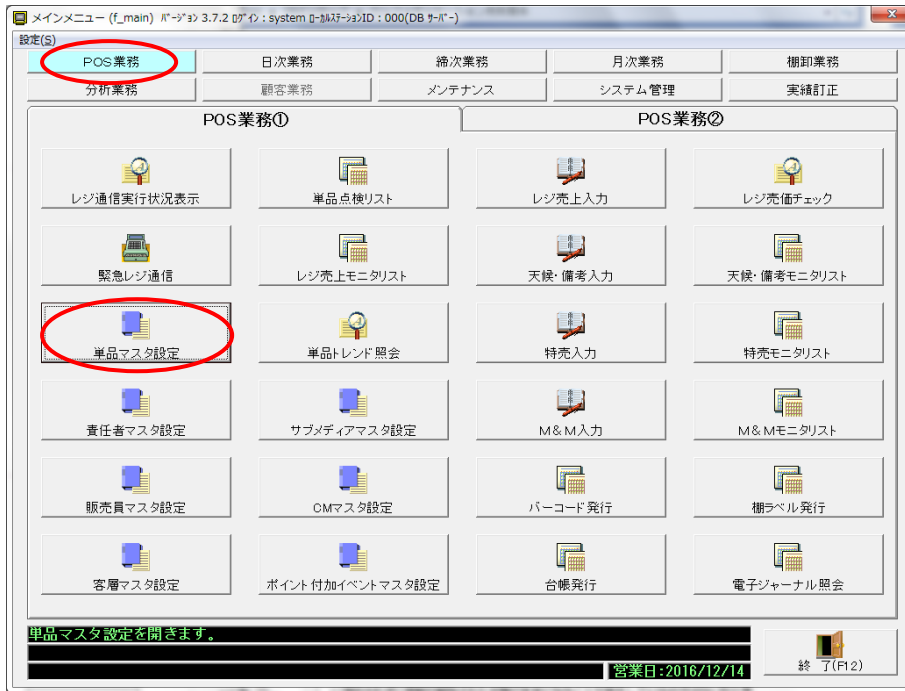 メインメニュー (f_main) バージョン 3.7.2 ログイン : system ローカルステーションID : 000(DB サーバー)
設定(S)
POS業務 日次業務 締次業務 月次業務 棚卸業務
分析業務 顧客業務 メンテナンス システム管理 実績訂正
POS業務① POS業務②
レジ通信実行状況表示 単品点検リスト レジ売上入力 レジ売価チェック
緊急レジ通信 レジ売上モニタリスト 天候・備考入力 天候・備考モニタリスト
単品マスタ設定 単品トレンド照会 特売入力 特売モニタリスト
責任者マスタ設定 サブメディアマスタ設定 M&M入力 M&Mモニタリスト
販売員マスタ設定 CMマスタ設定 バーコード発行 棚ラベル発行
客層マスタ設定 ポイント付加イベントマスタ設定 台帳発行 電子ジャーナル照会
単品マスタ設定を開きます。
営業日:2016/12/14
終 了(F12)